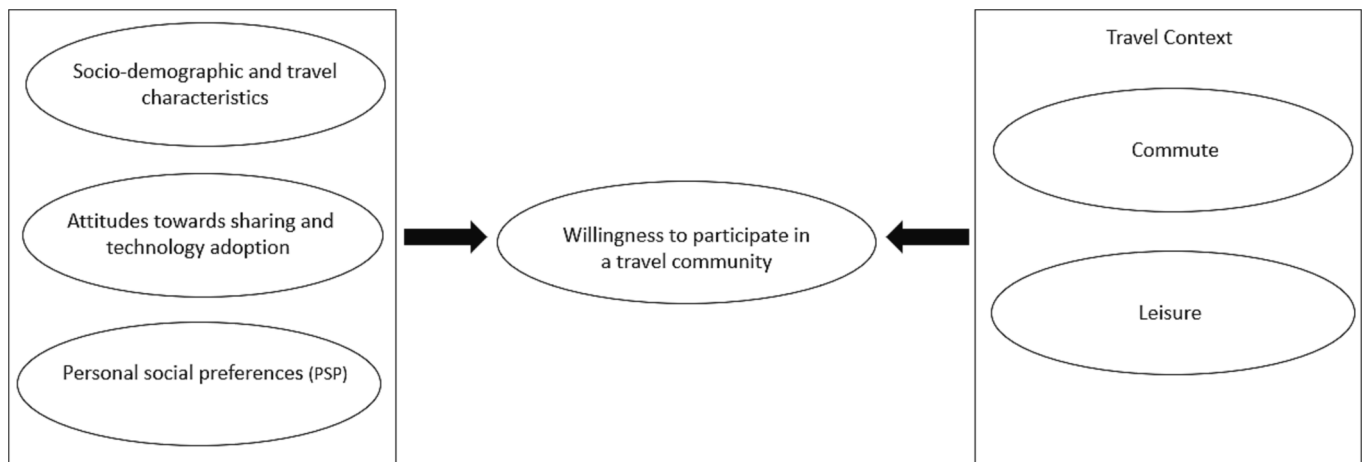 Socio-demographic and travel
characteristics
Attitudes towards sharing and
technology adoption
Personal social preferences (PSP)
Willingness to participate in
a travel community
Travel Context
Commute
Leisure